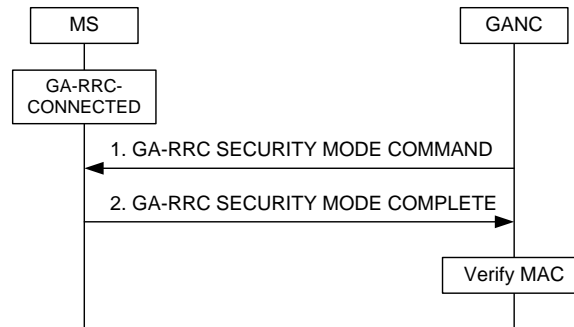 MS
GANC
GA-RRC-
CONNECTED
1. GA-RRC SECURITY MODE COMMAND
2. GA-RRC SECURITY MODE COMPLETE
Verify MAC